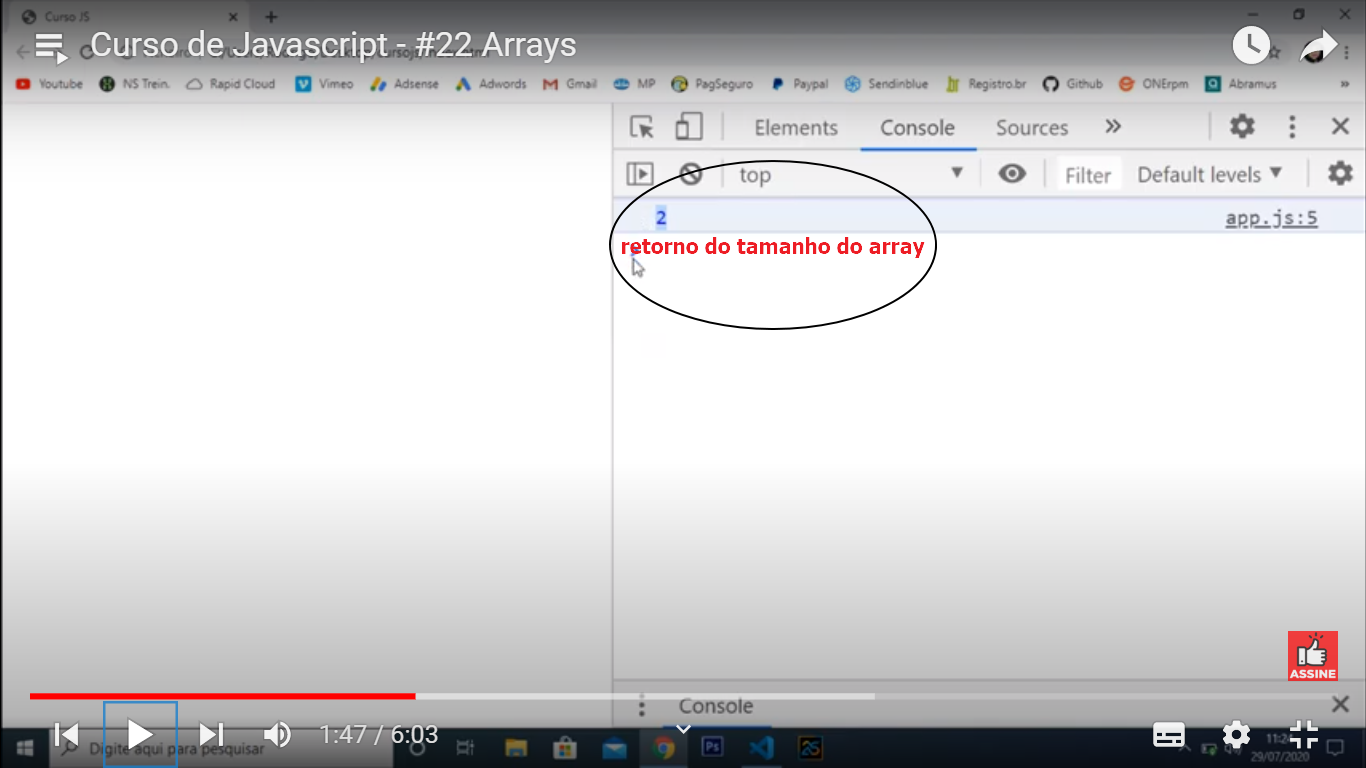 Curso JS
Curso de Javascript - #22 Arrays
Youtube NS Trein. Rapid Cloud Vimeo Adsense Adwords Gmail MP PagSeguro Paypal Sendinblue Registro.br Github ONErpm Abramus »
Elements Console Sources »
top Filter Default levels
2 app.js:5
retorno do tamanho do array
ASSINE
Console
1:47 / 6:03
Digite aqui para pesquisar
29/07/2020